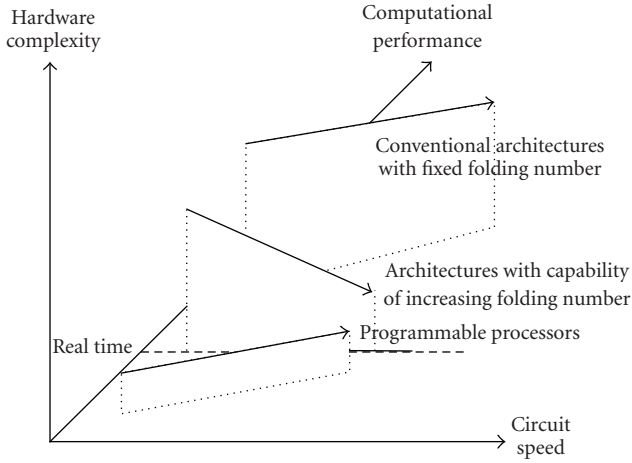 Hardware
complexity
Computational
performance
Conventional architectures
with fixed folding number
Architectures with capability
of increasing folding number
Programmable processors
Real time
Circuit
speed